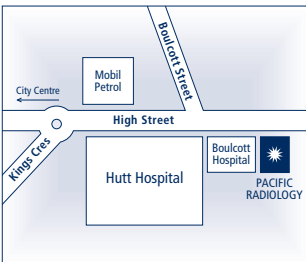 Boulcott Street
Mobil
Petrol
City Centre
High Street
Kings Cres
Hutt Hospital
Boulcott
Hospital
PACIFIC
RADIOLOGY